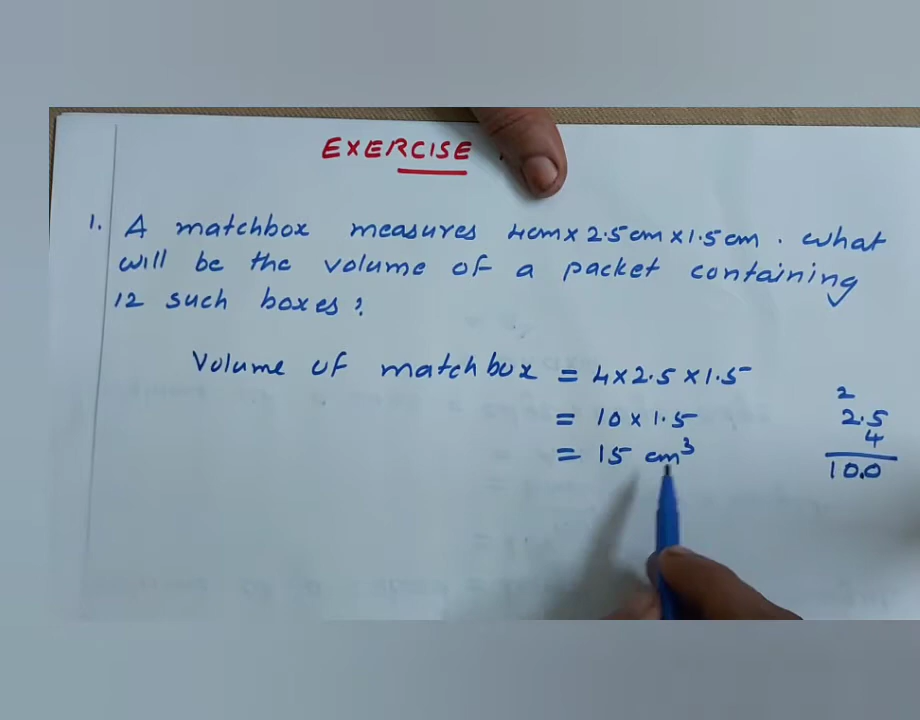 EXERCISE
1. A matchbox measures 4cm x 2.5cm x 1.5cm. what
will be the volume of a packet containing
12 such boxes?
Volume of matchbox = 4 x 2.5 x 1.5
= 10 x 1.5
= 15 cm³
2
2.5
4
10.0